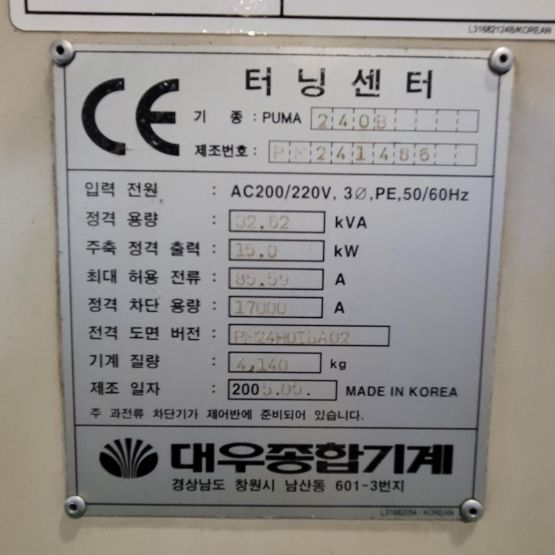 L31682124B/KOREAW
CE 터닝센터
기 종 : PUMA 240B
제조번호 : PM241486
입력 전원 : AC200/220V, 3∅,PE,50/60Hz
정격 용량 : 32.62 kVA
주축 정격 출력 : 15.0 kW
최대 허용 전류 : 85.59 A
정격 차단 용량 : 17000 A
전격 도면 버전 :
기계 질량 : 4,140 kg
제조 일자 : 2005.05. MADE IN KOREA
주 과전류 차단기가 제어반에 준비되어 있습니다.
대우종합기계
경상남도 창원시 남산동 601-3번지